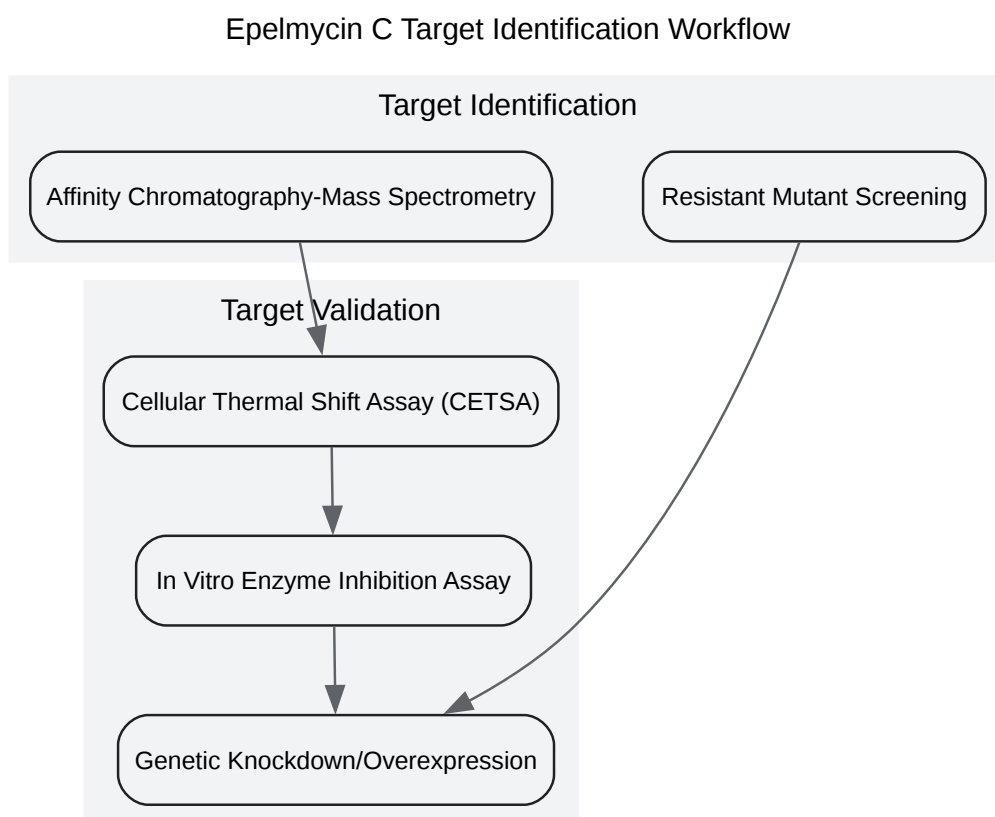 Epelmycin C Target Identification Workflow
Target Identification
Affinity Chromatography-Mass Spectrometry
Resistant Mutant Screening
Target Validation
Cellular Thermal Shift Assay (CETSA)
In Vitro Enzyme Inhibition Assay
Genetic Knockdown/Overexpression